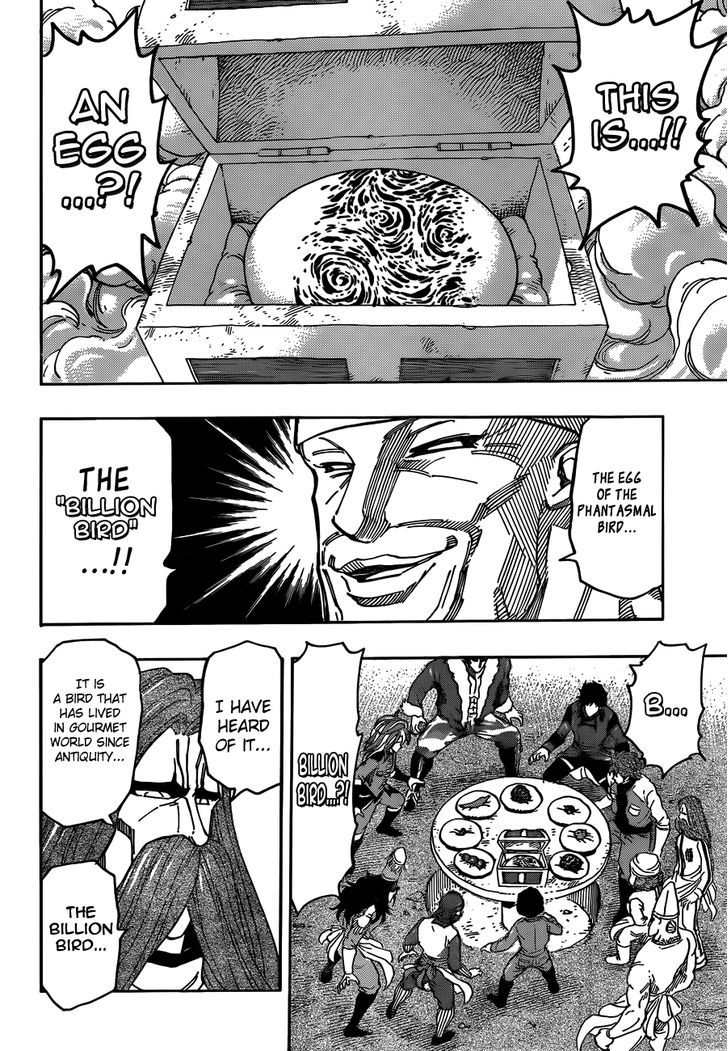 THIS
IS....!!
AN
EGG
....?!
THE EGG
OF THE
PHANTASMAL
BIRD...
THE
"BILLION
BIRD"
....!!
B....
BILLION
BIRD...?!
I HAVE
HEARD
OF IT...
IT IS
A BIRD THAT
HAS LIVED
IN GOURMET
WORLD SINCE
ANTIQUITY...
THE
BILLION
BIRD...